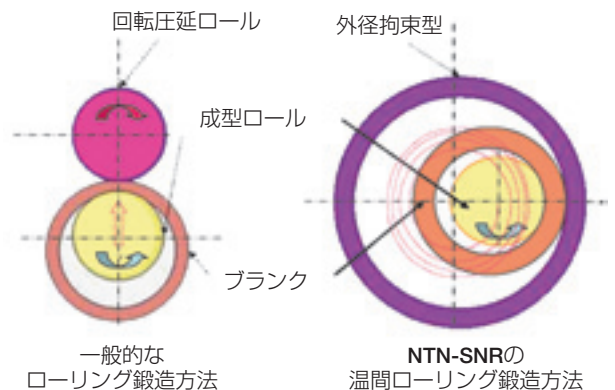 回転圧延ロール
外径拘束型
成型ロール
ブランク
一般的な
ローリング鍛造方法
NTN-SNRの
温間ローリング鍛造方法